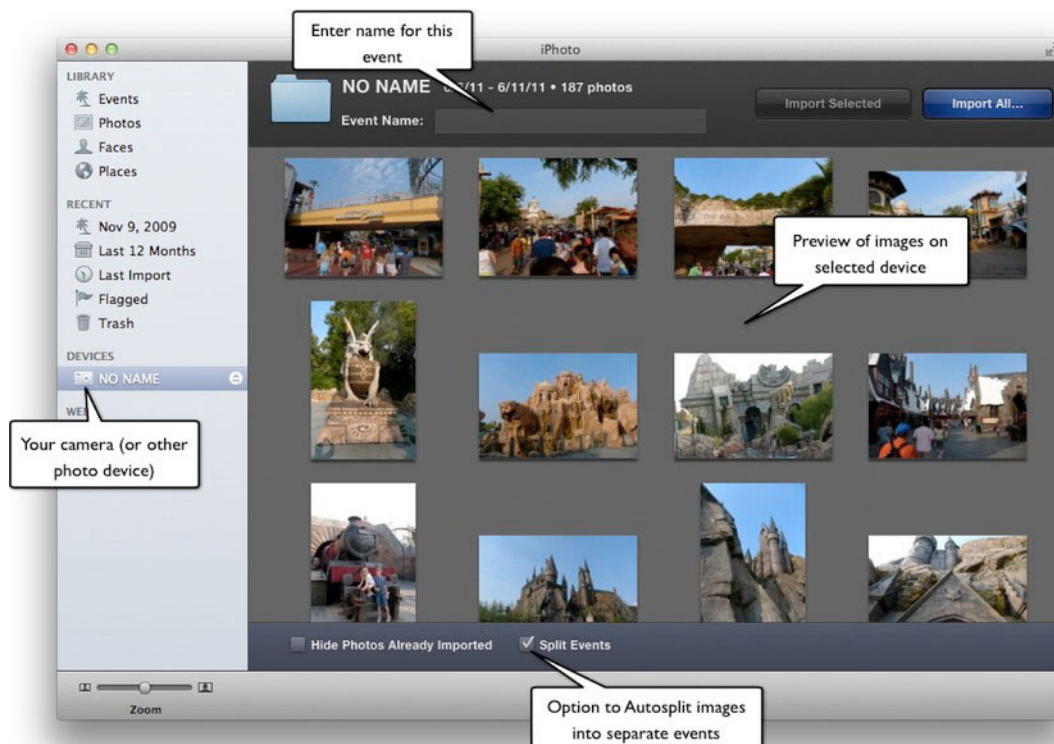 Enter name for this
event
iPhoto
LIBRARY
Events
Photos
Faces
Places
RECENT
Nov 9, 2009
Last 12 Months
Last Import
Flagged
Trash
DEVICES
NO NAME
WE
Your camera (or other
photo device)
NO NAME /11 - 6/11/11 • 187 photos
Event Name:
Import Selected
Import All...
Preview of images on
selected device
Hide Photos Already Imported
Split Events
Option to Autosplit images
into separate events
Zoom